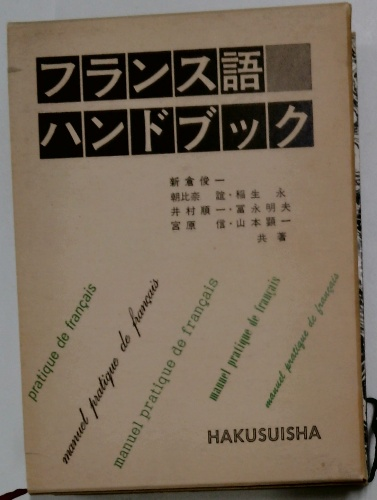 フランス語
ハンドブック
新倉俊一
朝比奈誼・稲生永
井村順一・冨永明夫
宮原信・山本顕一
共著
pratique de français
manuel pratique de français
manuel pratique de français
manuel pratique de français
manuel pratique de français
HAKUSUISHA